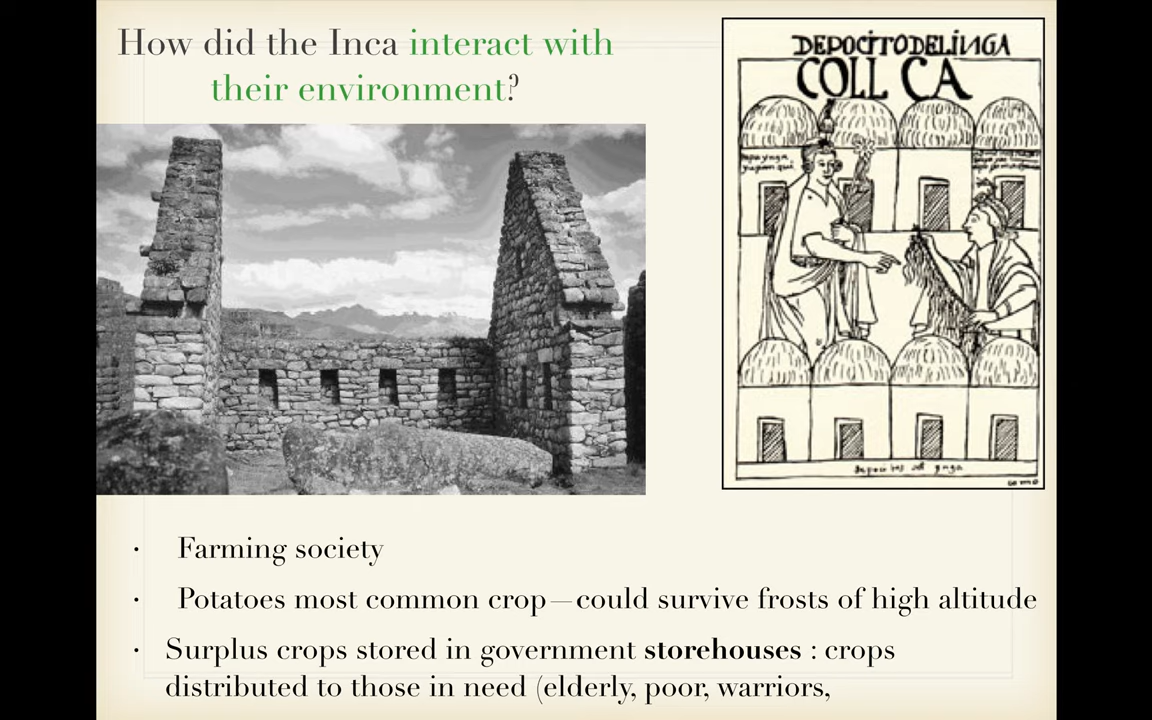 How did the Inca interact with
their environment?
DEPOCITODELINGA
COLL CA
· Farming society
· Potatoes most common crop—could survive frosts of high altitude
· Surplus crops stored in government storehouses : crops
distributed to those in need (elderly, poor, warriors,